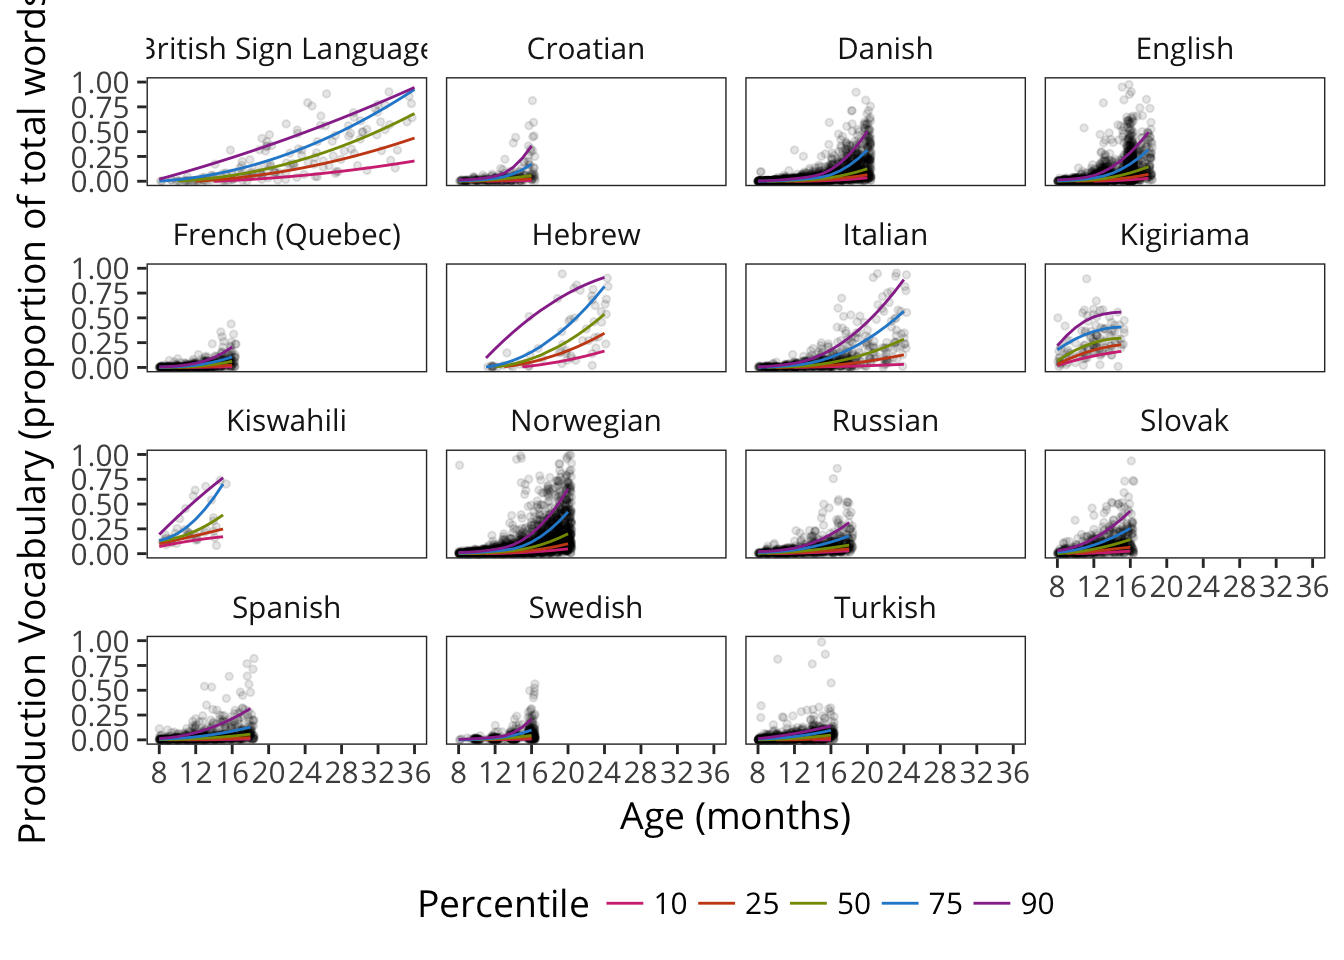 British Sign Language Croatian Danish English
1.00
0.75
0.50
0.25
0.00
French (Quebec) Hebrew Italian Kigiriama
1.00
0.75
0.50
0.25
0.00
Kiswahili Norwegian Russian Slovak
1.00
0.75
0.50
0.25
0.00
8 12 16 20 24 28 32 36
Spanish Swedish Turkish
1.00
0.75
0.50
0.25
0.00
8 12 16 20 24 28 32 36 8 12 16 20 24 28 32 36 8 12 16 20 24 28 32 36
Production Vocabulary (proportion of total words
Age (months)
Percentile 10 25 50 75 90